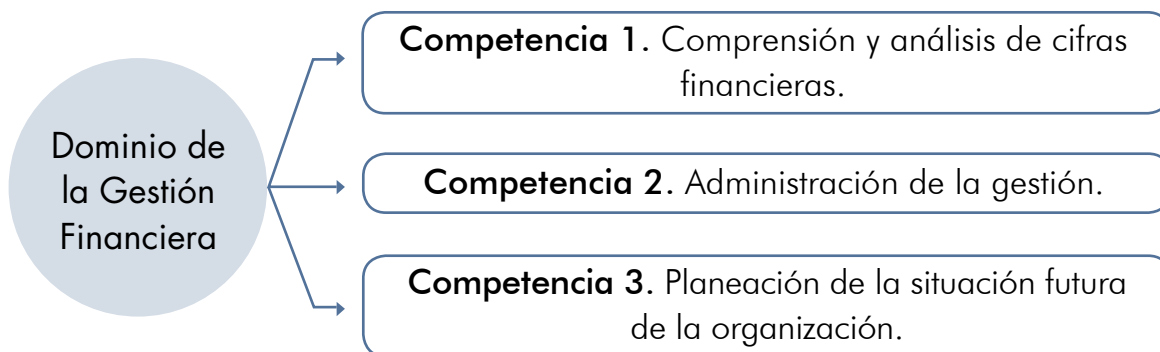 Dominio de
la Gestión
Financiera
Competencia 1. Comprensión y análisis de cifras
financieras.
Competencia 2. Administración de la gestión.
Competencia 3. Planeación de la situación futura
de la organización.